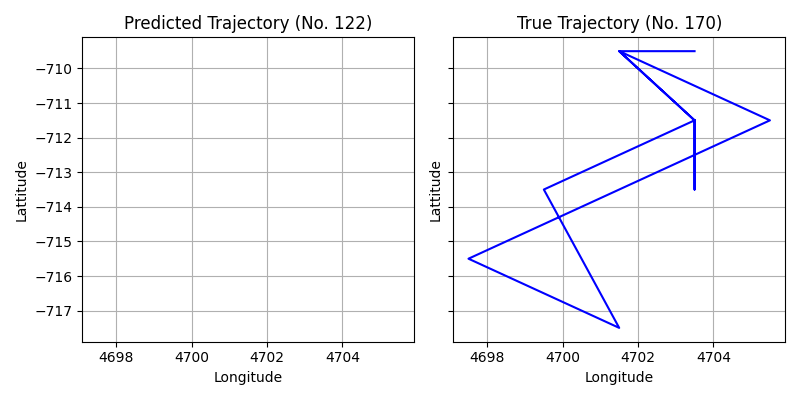 Predicted Trajectory (No. 122)
True Trajectory (No. 170)
Lattitude
−710
−711
−712
−713
−714
−715
−716
−717
4698
4700
4702
4704
Longitude
Lattitude
4698
4700
4702
4704
Longitude